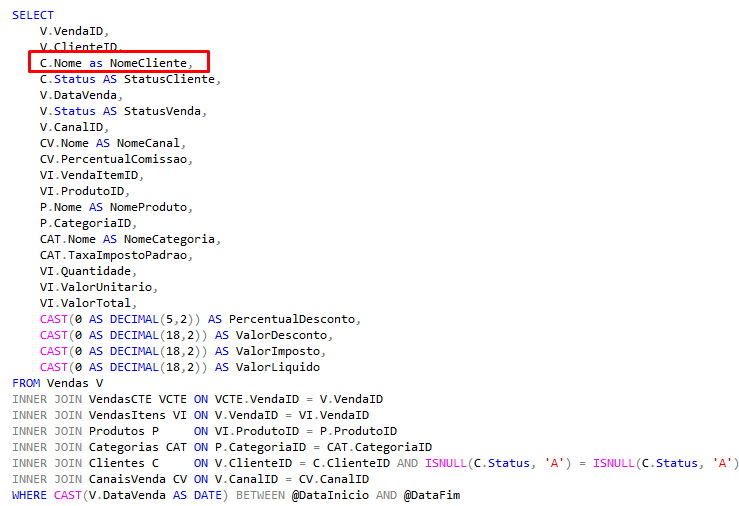 SELECT
V.VendaID,
V.ClienteID,
C.Nome as NomeCliente,
C.Status AS StatusCliente,
V.DataVenda,
V.Status AS StatusVenda,
V.CanalID,
CV.Nome AS NomeCanal,
CV.PercentualComissao,
VI.VendaItemID,
VI.ProdutoID,
P.Nome AS NomeProduto,
P.CategoriaID,
CAT.Nome AS NomeCategoria,
CAT.TaxaImpostoPadrao,
VI.Quantidade,
VI.ValorUnitario,
VI.ValorTotal,
CAST(0 AS DECIMAL(5,2)) AS PercentualDesconto,
CAST(0 AS DECIMAL(18,2)) AS ValorDesconto,
CAST(0 AS DECIMAL(18,2)) AS ValorImposto,
CAST(0 AS DECIMAL(18,2)) AS ValorLiquido
FROM Vendas V
INNER JOIN VendasCTE VCTE ON VCTE.VendaID = V.VendaID
INNER JOIN VendasItens VI ON V.VendaID = VI.VendaID
INNER JOIN Produtos P     ON VI.ProdutoID = P.ProdutoID
INNER JOIN Categorias CAT ON P.CategoriaID = CAT.CategoriaID
INNER JOIN Clientes C     ON V.ClienteID = C.ClienteID AND ISNULL(C.Status, 'A') = ISNULL(C.Status, 'A')
INNER JOIN CanaisVenda CV ON V.CanalID = CV.CanalID
WHERE CAST(V.DataVenda AS DATE) BETWEEN @DataInicio AND @DataFim